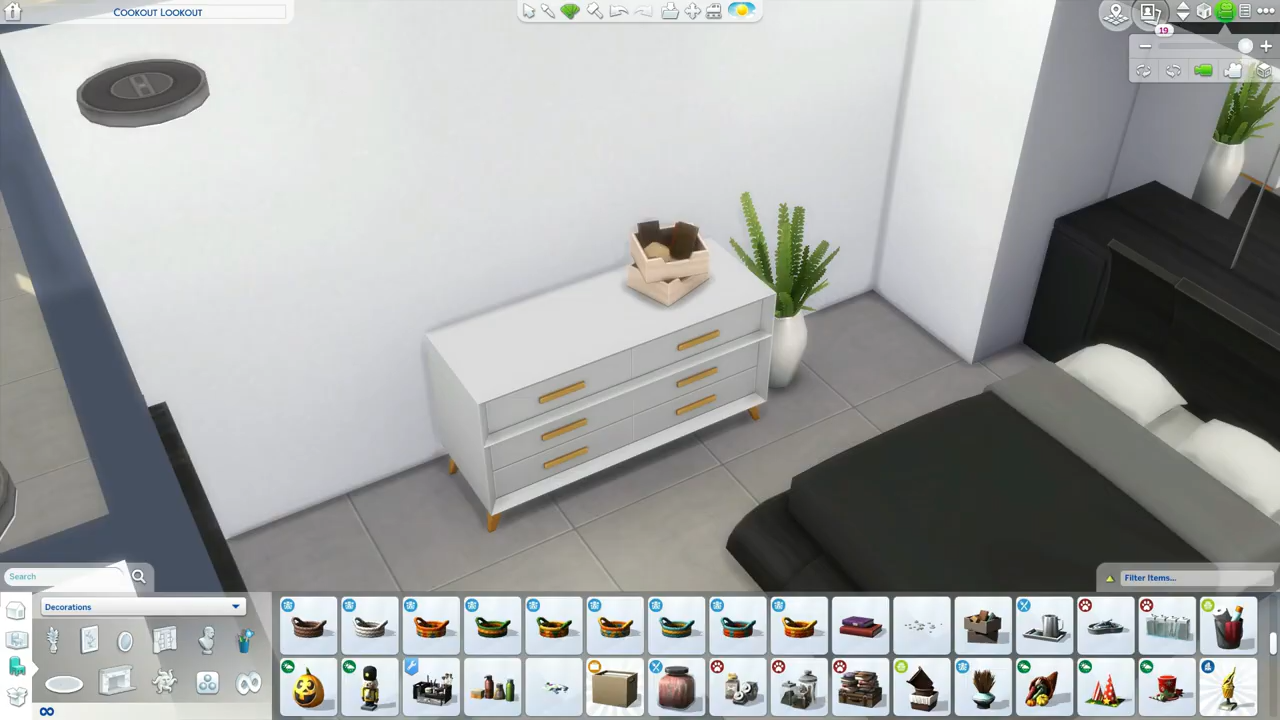 COOKOUT LOOKOUT
19
Search
Filter Items...
Decorations